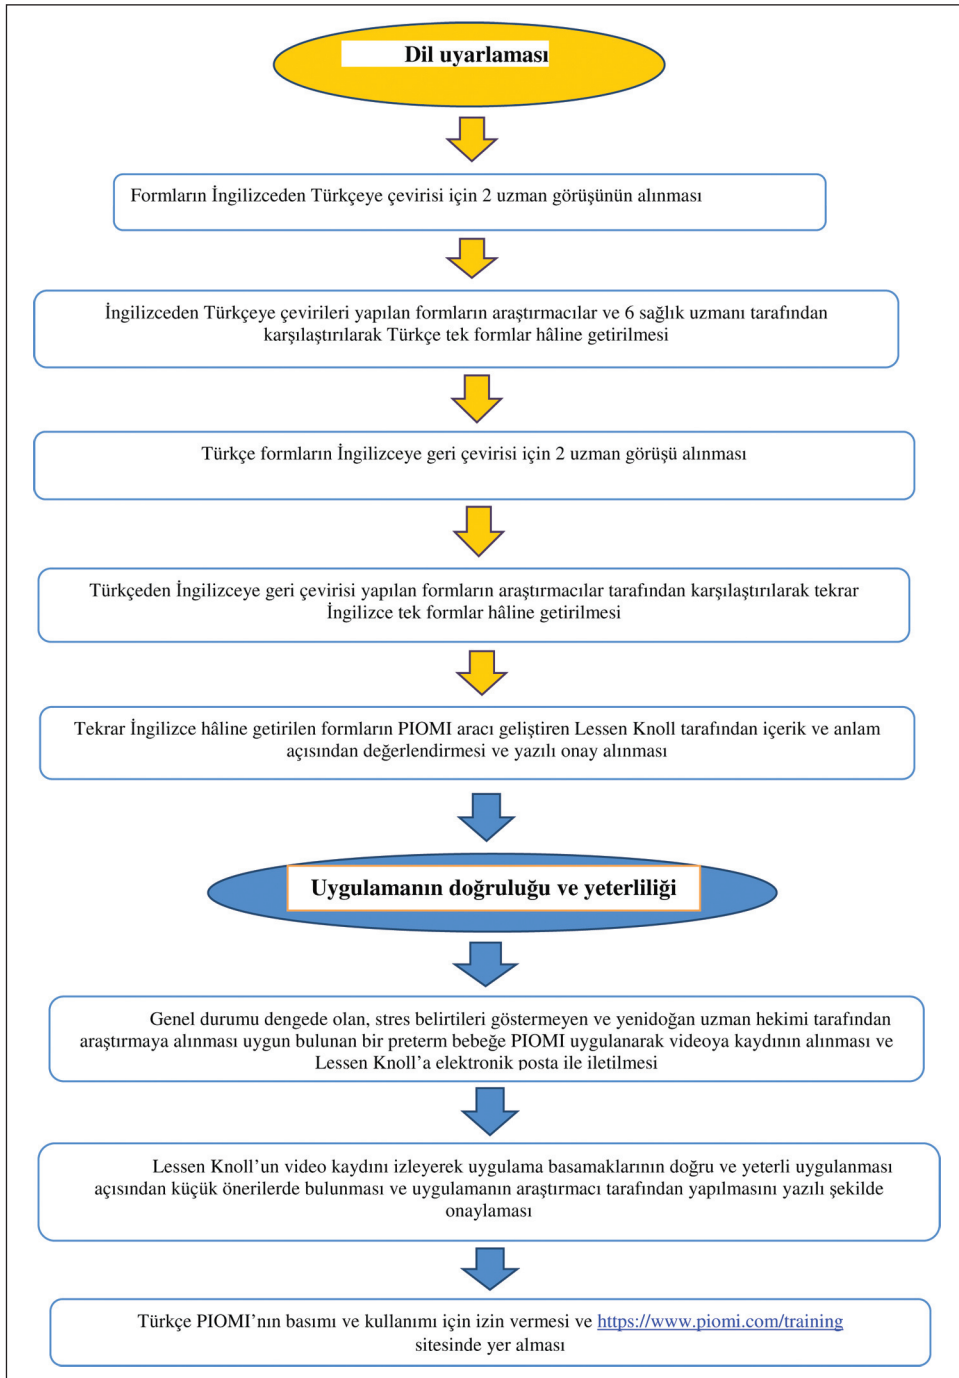 Dil uyarlaması
Formların İngilizceden Türkçeye çevirisi için 2 uzman görüşünün alınması
İngilizceden Türkçeye çevirileri yapılan formların araştırmacılar ve 6 sağlık uzmanı tarafından
karşılaştırılarak Türkçe tek formlar hâline getirilmesi
Türkçe formların İngilizceye geri çevirisi için 2 uzman görüşü alınması
Türkçeden İngilizceye geri çevirisi yapılan formların araştırmacılar tarafından karşılaştırılarak tekrar
İngilizce tek formlar hâline getirilmesi
Tekrar İngilizce hâline getirilen formların PIOMI aracı geliştiren Lessen Knoll tarafından içerik ve anlam
açısından değerlendirmesi ve yazılı onay alınması
Uygulamanın doğruluğu ve yeterliliği
Genel durumu dengede olan, stres belirtileri göstermeyen ve yenidoğan uzman hekimi tarafından
araştırmaya alınması uygun bulunan bir preterm bebeğe PIOMI uygulanarak videoya kaydının alınması ve
Lessen Knoll’a elektronik posta ile iletilmesi
Lessen Knoll’un video kaydını izleyerek uygulama basamaklarının doğru ve yeterli uygulanması
açısından küçük önerilerde bulunması ve uygulamanın araştırmacı tarafından yapılmasını yazılı şekilde
onaylaması
Türkçe PIOMI’nın basımı ve kullanımı için izin vermesi ve https://www.piomi.com/training
sitesinde yer alması